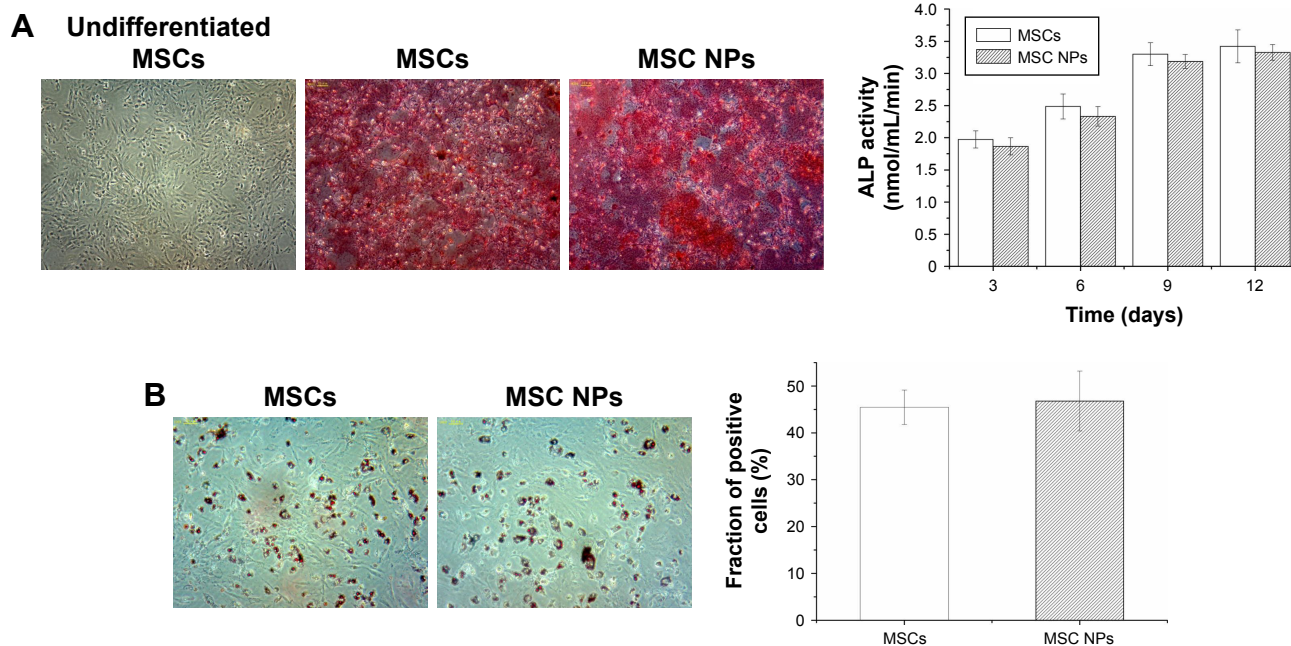 A
Undifferentiated
MSCs
MSCs
MSC NPs
ALP activity
(nmol/mL/min)
4.0
3.5
3.0
2.5
2.0
1.5
1.0
0.5
0
MSCs
MSC NPs
3
6
9
12
Time (days)
B
MSCs
MSC NPs
Fraction of positive
cells (%)
50
40
30
20
10
0
MSCs
MSC NPs